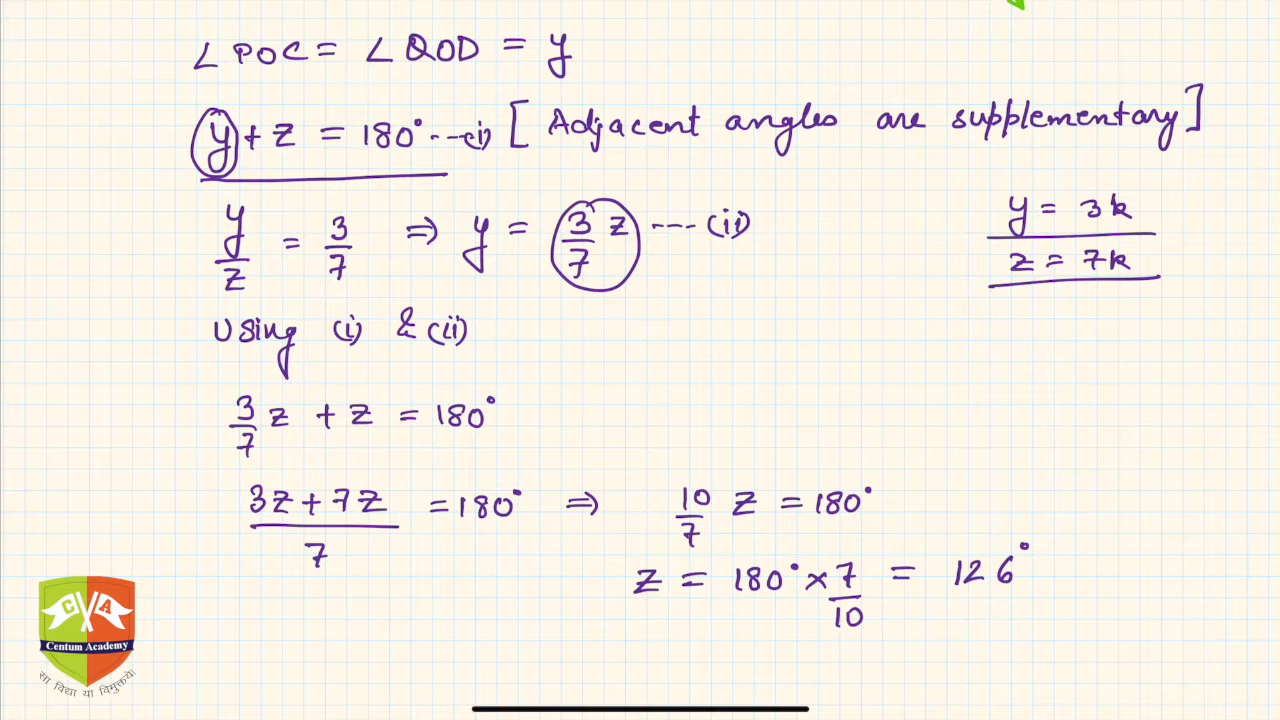 ∠POC = ∠QOD = y
y + z = 180° ---(i) [Adjacent angles are supplementary]
y/z = 3/7 ⇒ y = 3/7 z ---- (ii)
y = 3k
z = 7k
Using (i) & (ii)
3/7 z + z = 180°
(3z + 7z)/7 = 180° ⇒ 10/7 z = 180°
z = 180° × 7/10 = 126°
C A
Centum Academy
सा विद्या या विमुक्तये।